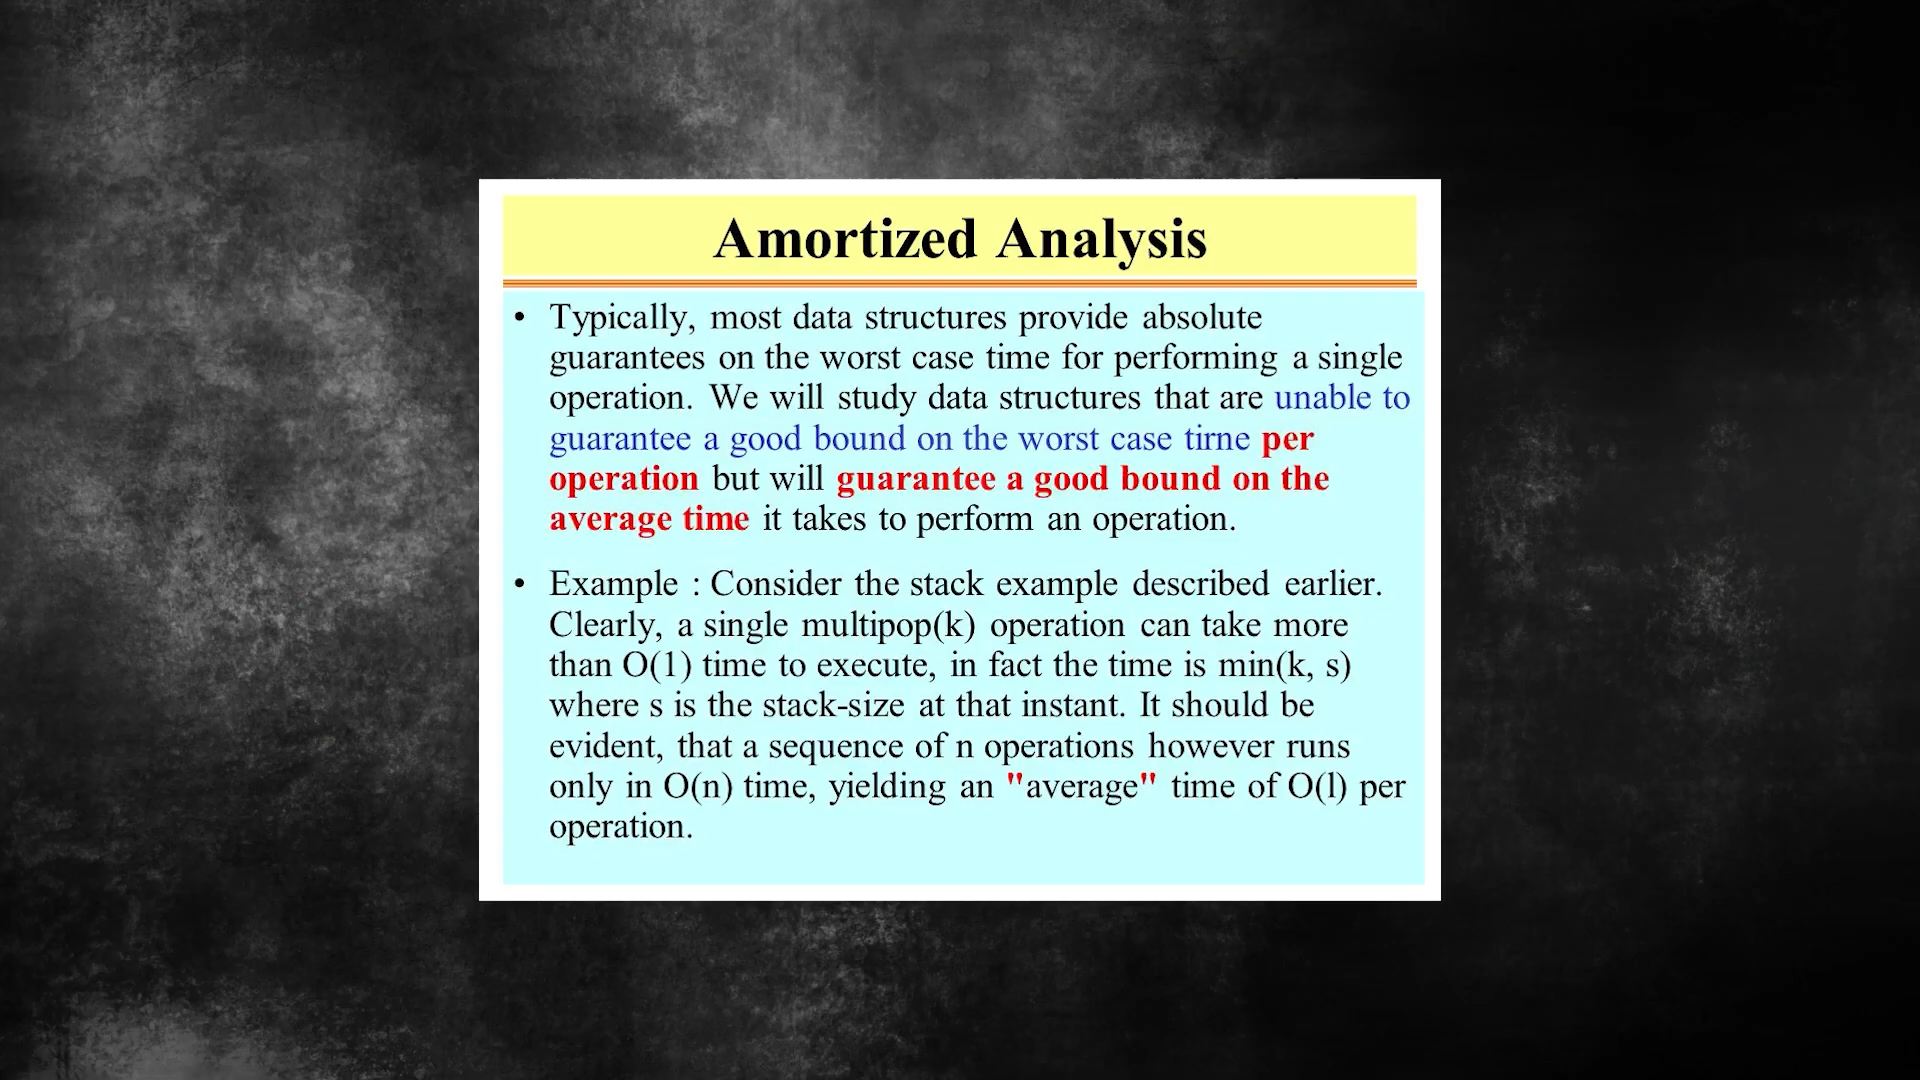 Amortized Analysis
• Typically, most data structures provide absolute
guarantees on the worst case time for performing a single
operation. We will study data structures that are unable to
guarantee a good bound on the worst case tirne per
operation but will guarantee a good bound on the
average time it takes to perform an operation.
• Example : Consider the stack example described earlier.
Clearly, a single multipop(k) operation can take more
than O(1) time to execute, in fact the time is min(k, s)
where s is the stack-size at that instant. It should be
evident, that a sequence of n operations however runs
only in O(n) time, yielding an "average" time of O(l) per
operation.